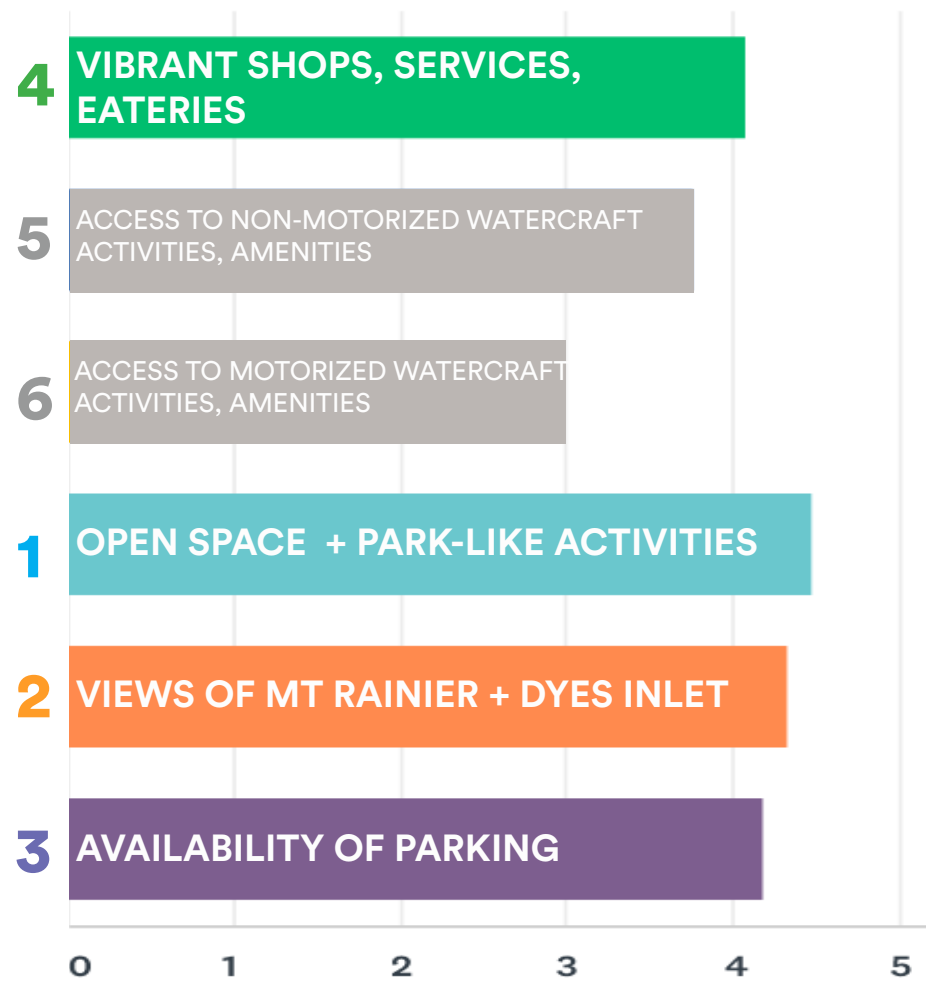 4
VIBRANT SHOPS, SERVICES,
EATERIES
5
ACCESS TO NON-MOTORIZED WATERCRAFT
ACTIVITIES, AMENITIES
6
ACCESS TO MOTORIZED WATERCRAFT
ACTIVITIES, AMENITIES
1
OPEN SPACE + PARK-LIKE ACTIVITIES
2
VIEWS OF MT RAINIER + DYES INLET
3
AVAILABILITY OF PARKING
0 1 2 3 4 5